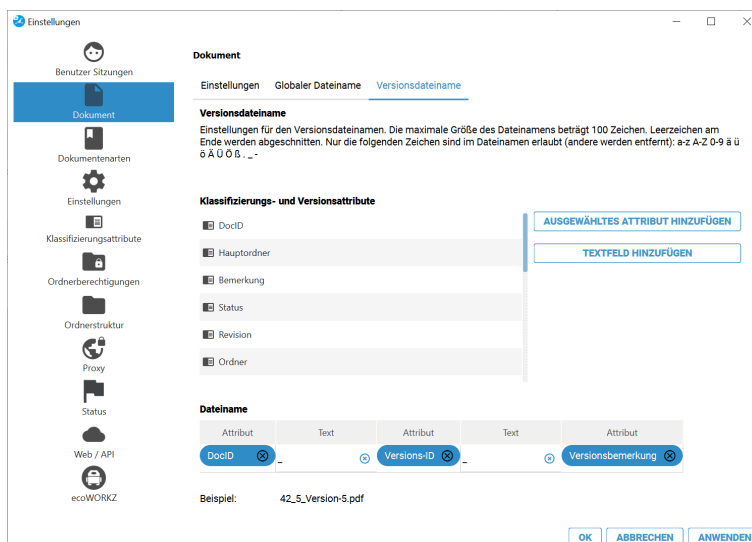 Einstellungen
Benutzer Sitzungen
Dokument
Dokumentenarten
Einstellungen
Klassifizierungsattribute
Ordnerberechtigungen
Ordnerstruktur
Proxy
Status
Web / API
ecoWORKZ
Dokument
Einstellungen Globaler Dateiname Versionsdateiname
Versionsdateiname
Einstellungen für den Versionsdateinamen. Die maximale Größe des Dateinamens beträgt 100 Zeichen. Leerzeichen am
Ende werden abgeschnitten. Nur die folgenden Zeichen sind im Dateinamen erlaubt (andere werden entfernt): a-z A-Z 0-9 ä ü
ö Ä Ü Ö ß . _ -
Klassifizierungs- und Versionsattribute
DocID
Hauptordner
Bemerkung
Status
Revision
Ordner
AUSGEWÄHLTES ATTRIBUT HINZUFÜGEN
TEXTFELD HINZUFÜGEN
Dateiname
Attribut Text Attribut Text Attribut
DocID _ Versions-ID _ Versionsbemerkung
Beispiel: 42_5_Version-5.pdf
OK ABBRECHEN ANWENDEN